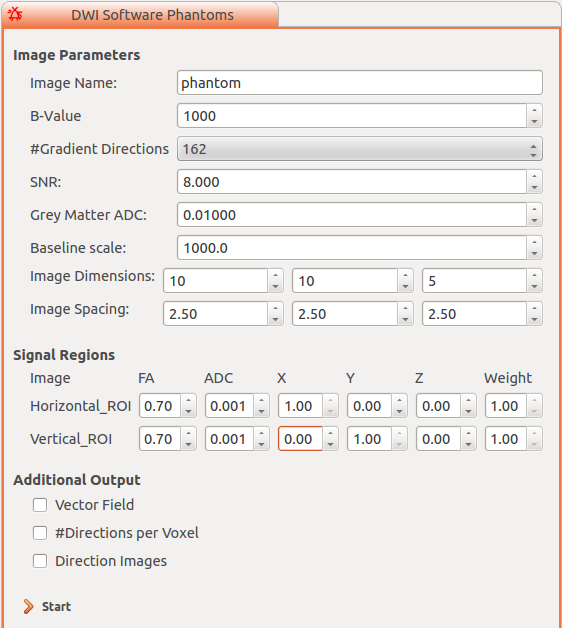 DWI Software Phantoms
Image Parameters
Image Name: phantom
B-Value 1000
#Gradient Directions 162
SNR: 8.000
Grey Matter ADC: 0.01000
Baseline scale: 1000.0
Image Dimensions: 10 10 5
Image Spacing: 2.50 2.50 2.50
Signal Regions
Image FA ADC X Y Z Weight
Horizontal_ROI 0.70 0.001 1.00 0.00 0.00 1.00
Vertical_ROI 0.70 0.001 0.00 1.00 0.00 1.00
Additional Output
Vector Field
#Directions per Voxel
Direction Images
Start